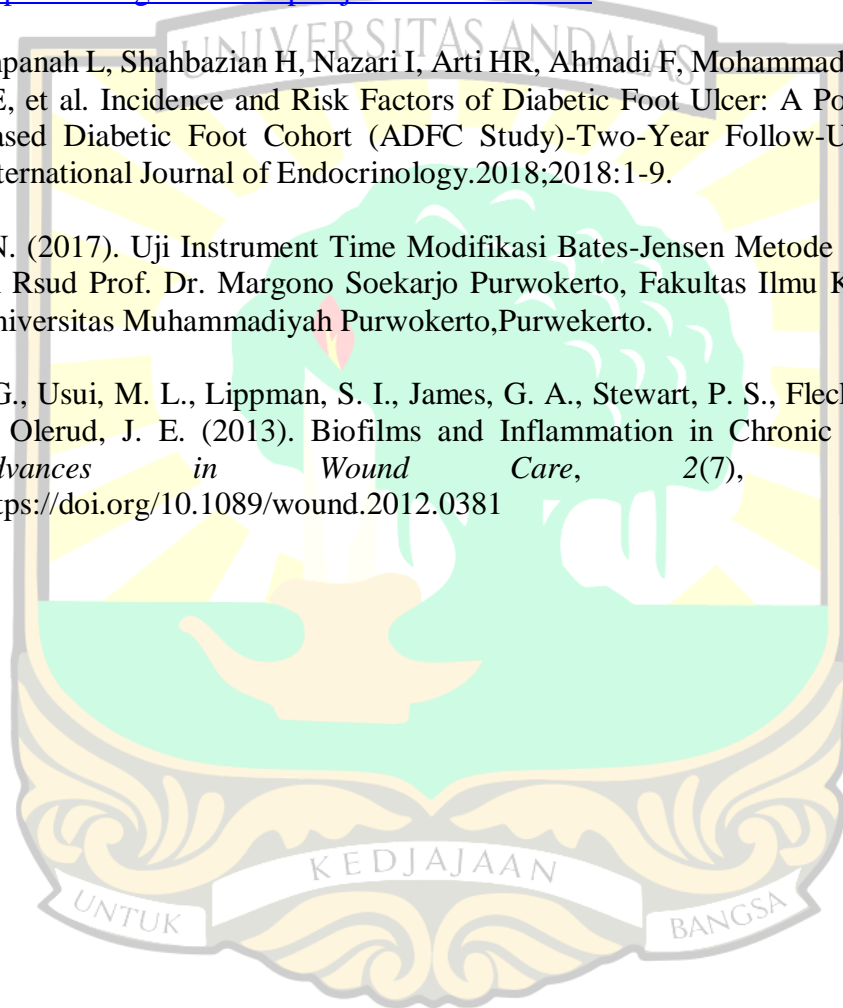 UNIVERSITAS ANDALAS
npanah L, Shahbazian H, Nazari I, Arti HR, Ahmadi F, Mohammad
E, et al. Incidence and Risk Factors of Diabetic Foot Ulcer: A Po
ased Diabetic Foot Cohort (ADFC Study)-Two-Year Follow-U
ternational Journal of Endocrinology.2018;2018:1-9.
N. (2017). Uji Instrument Time Modifikasi Bates-Jensen Metode
Rsud Prof. Dr. Margono Soekarjo Purwokerto, Fakultas Ilmu K
niversitas Muhammadiyah Purwokerto,Purwekerto.
G., Usui, M. L., Lippman, S. I., James, G. A., Stewart, P. S., Flecl
Olerud, J. E. (2013). Biofilms and Inflammation in Chronic
dvances in Wound Care, 2(7),
tps://doi.org/10.1089/wound.2012.0381
KEDJAJAAN
UNTUK BANGSA